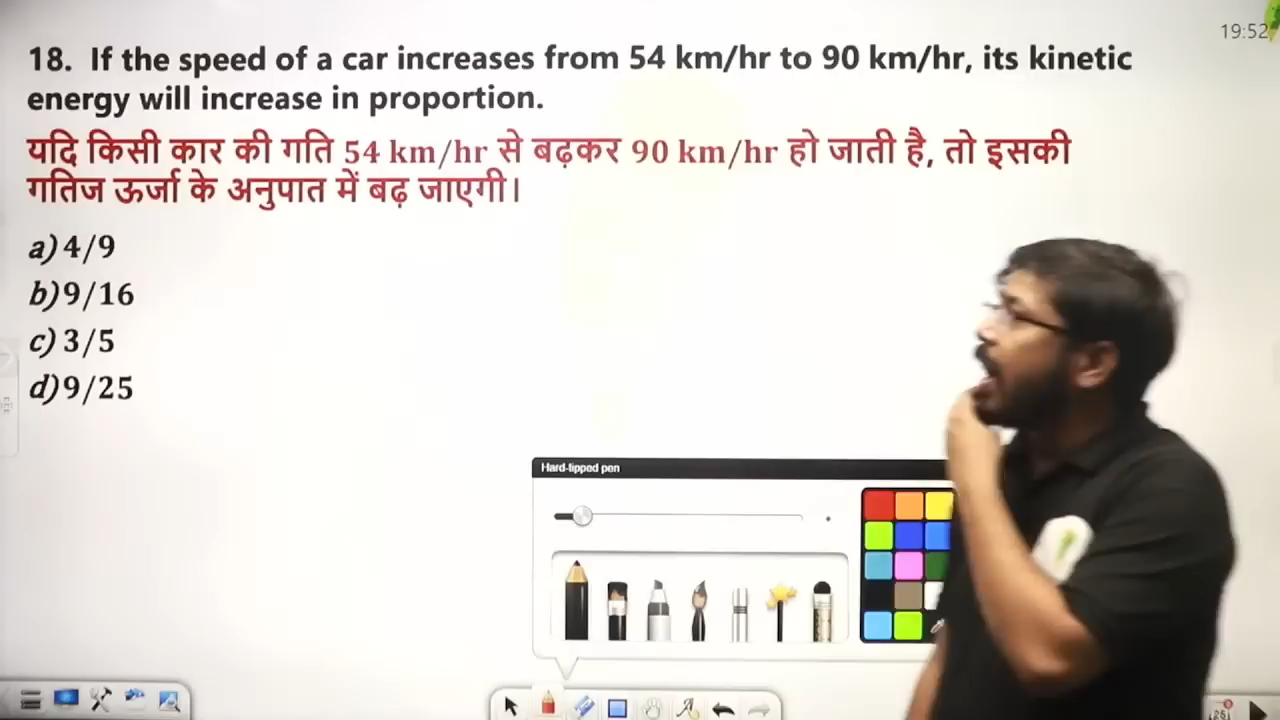 19:52
18. If the speed of a car increases from 54 km/hr to 90 km/hr, its kinetic
energy will increase in proportion.
यदि किसी कार की गति 54 km/hr से बढ़कर 90 km/hr हो जाती है, तो इसकी
गतिज ऊर्जा के अनुपात में बढ़ जाएगी।
a) 4/9
b) 9/16
c) 3/5
d) 9/25
Hard-tipped pen